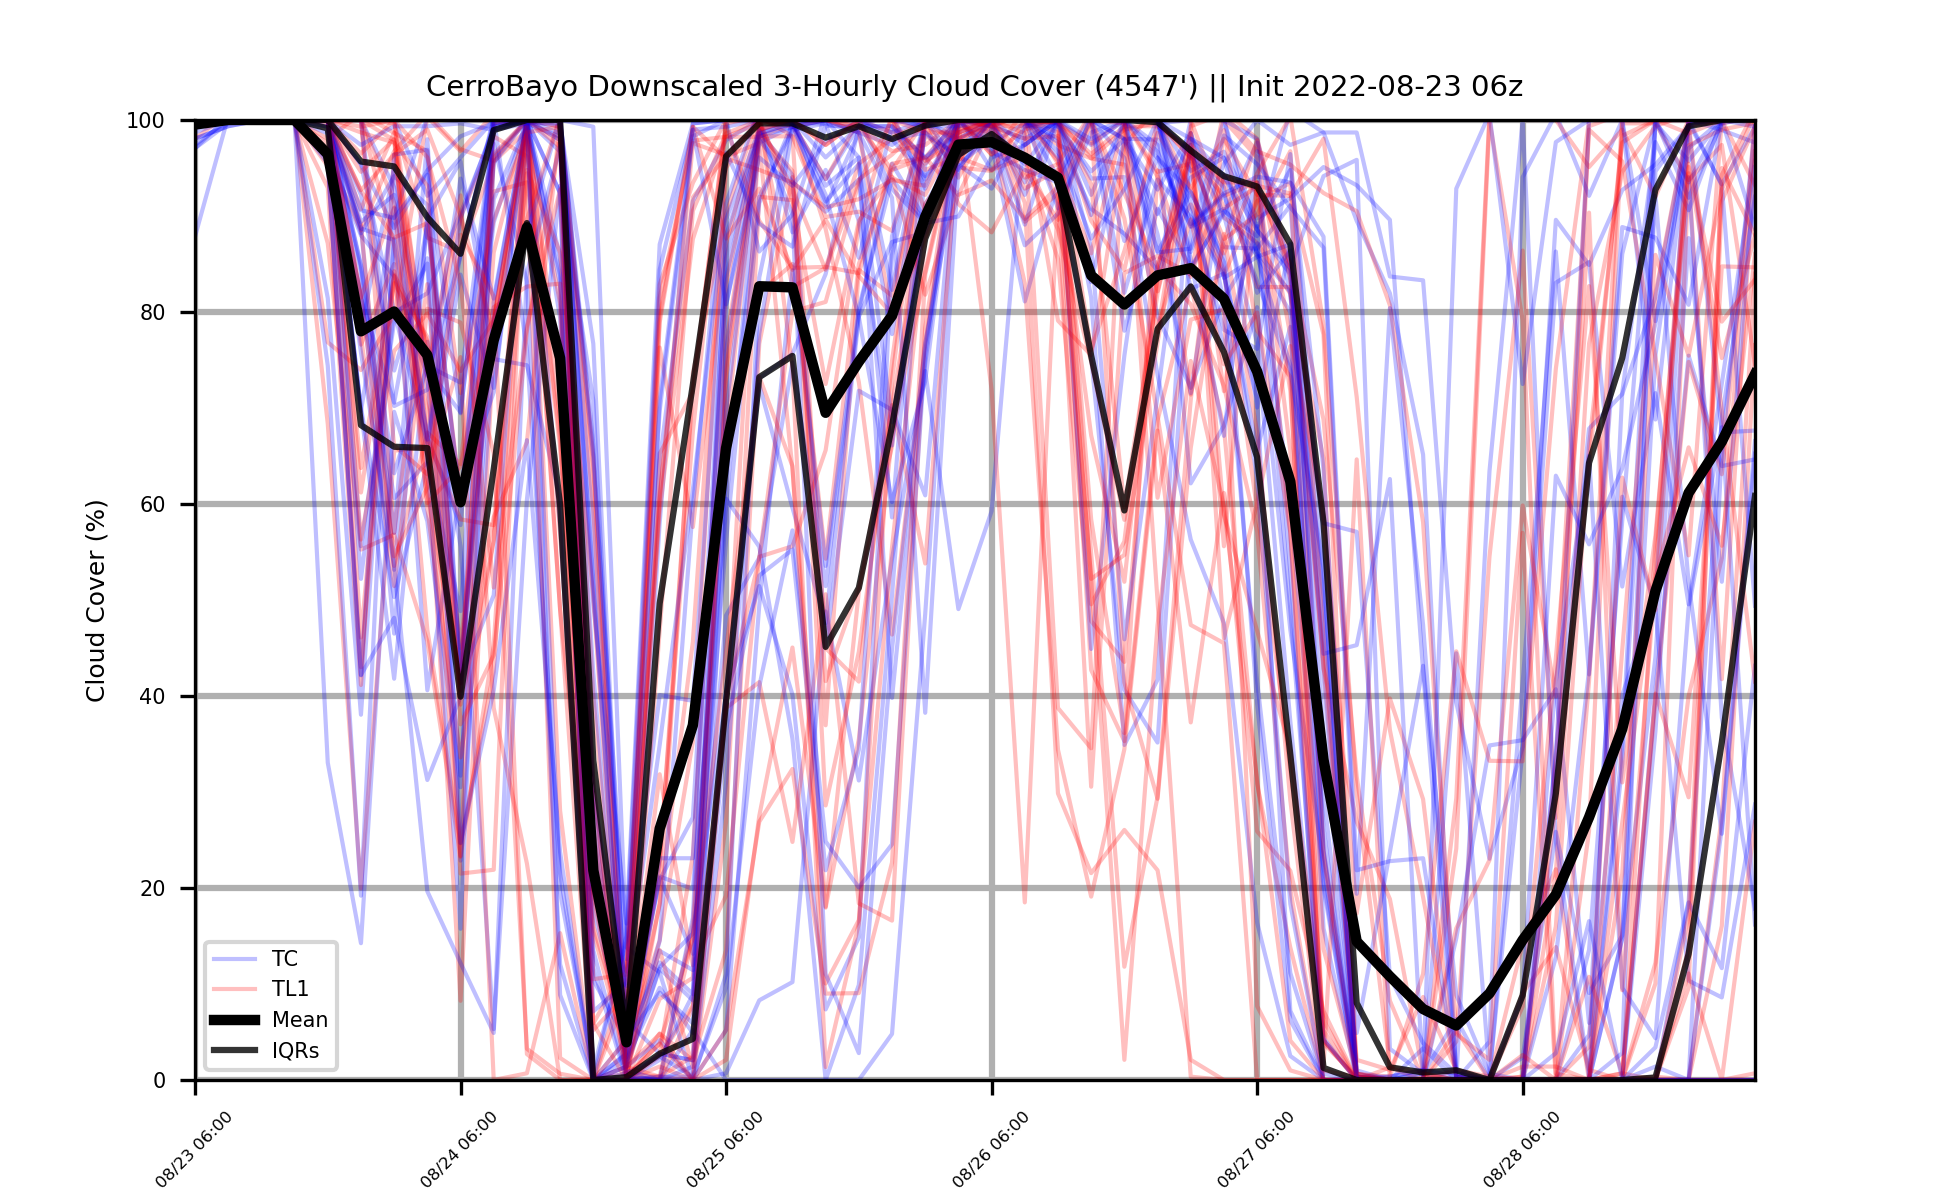 CerroBayo Downscaled 3-Hourly Cloud Cover (4547') || Init 2022-08-23 06z
Cloud Cover (%)
100
80
60
40
20
0
TC
TL1
Mean
IQRs
08/23 06:00
08/24 06:00
08/25 06:00
08/26 06:00
08/27 06:00
08/28 06:00